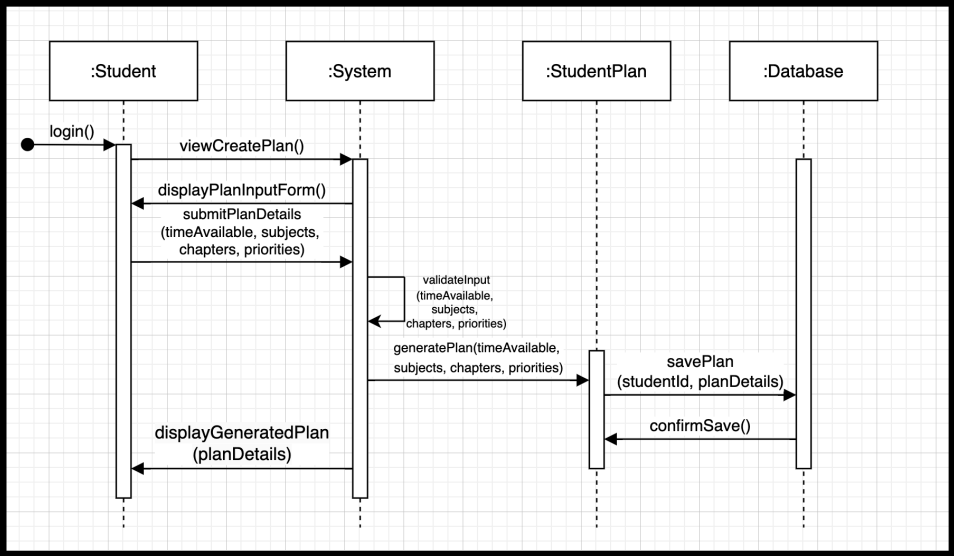 :Student
:System
:StudentPlan
:Database
login()
viewCreatePlan()
displayPlanInputForm()
submitPlanDetails
(timeAvailable, subjects,
chapters, priorities)
validateInput
(timeAvailable,
subjects,
chapters, priorities)
generatePlan(timeAvailable,
subjects, chapters, priorities)
savePlan
(studentId, planDetails)
confirmSave()
displayGeneratedPlan
(planDetails)